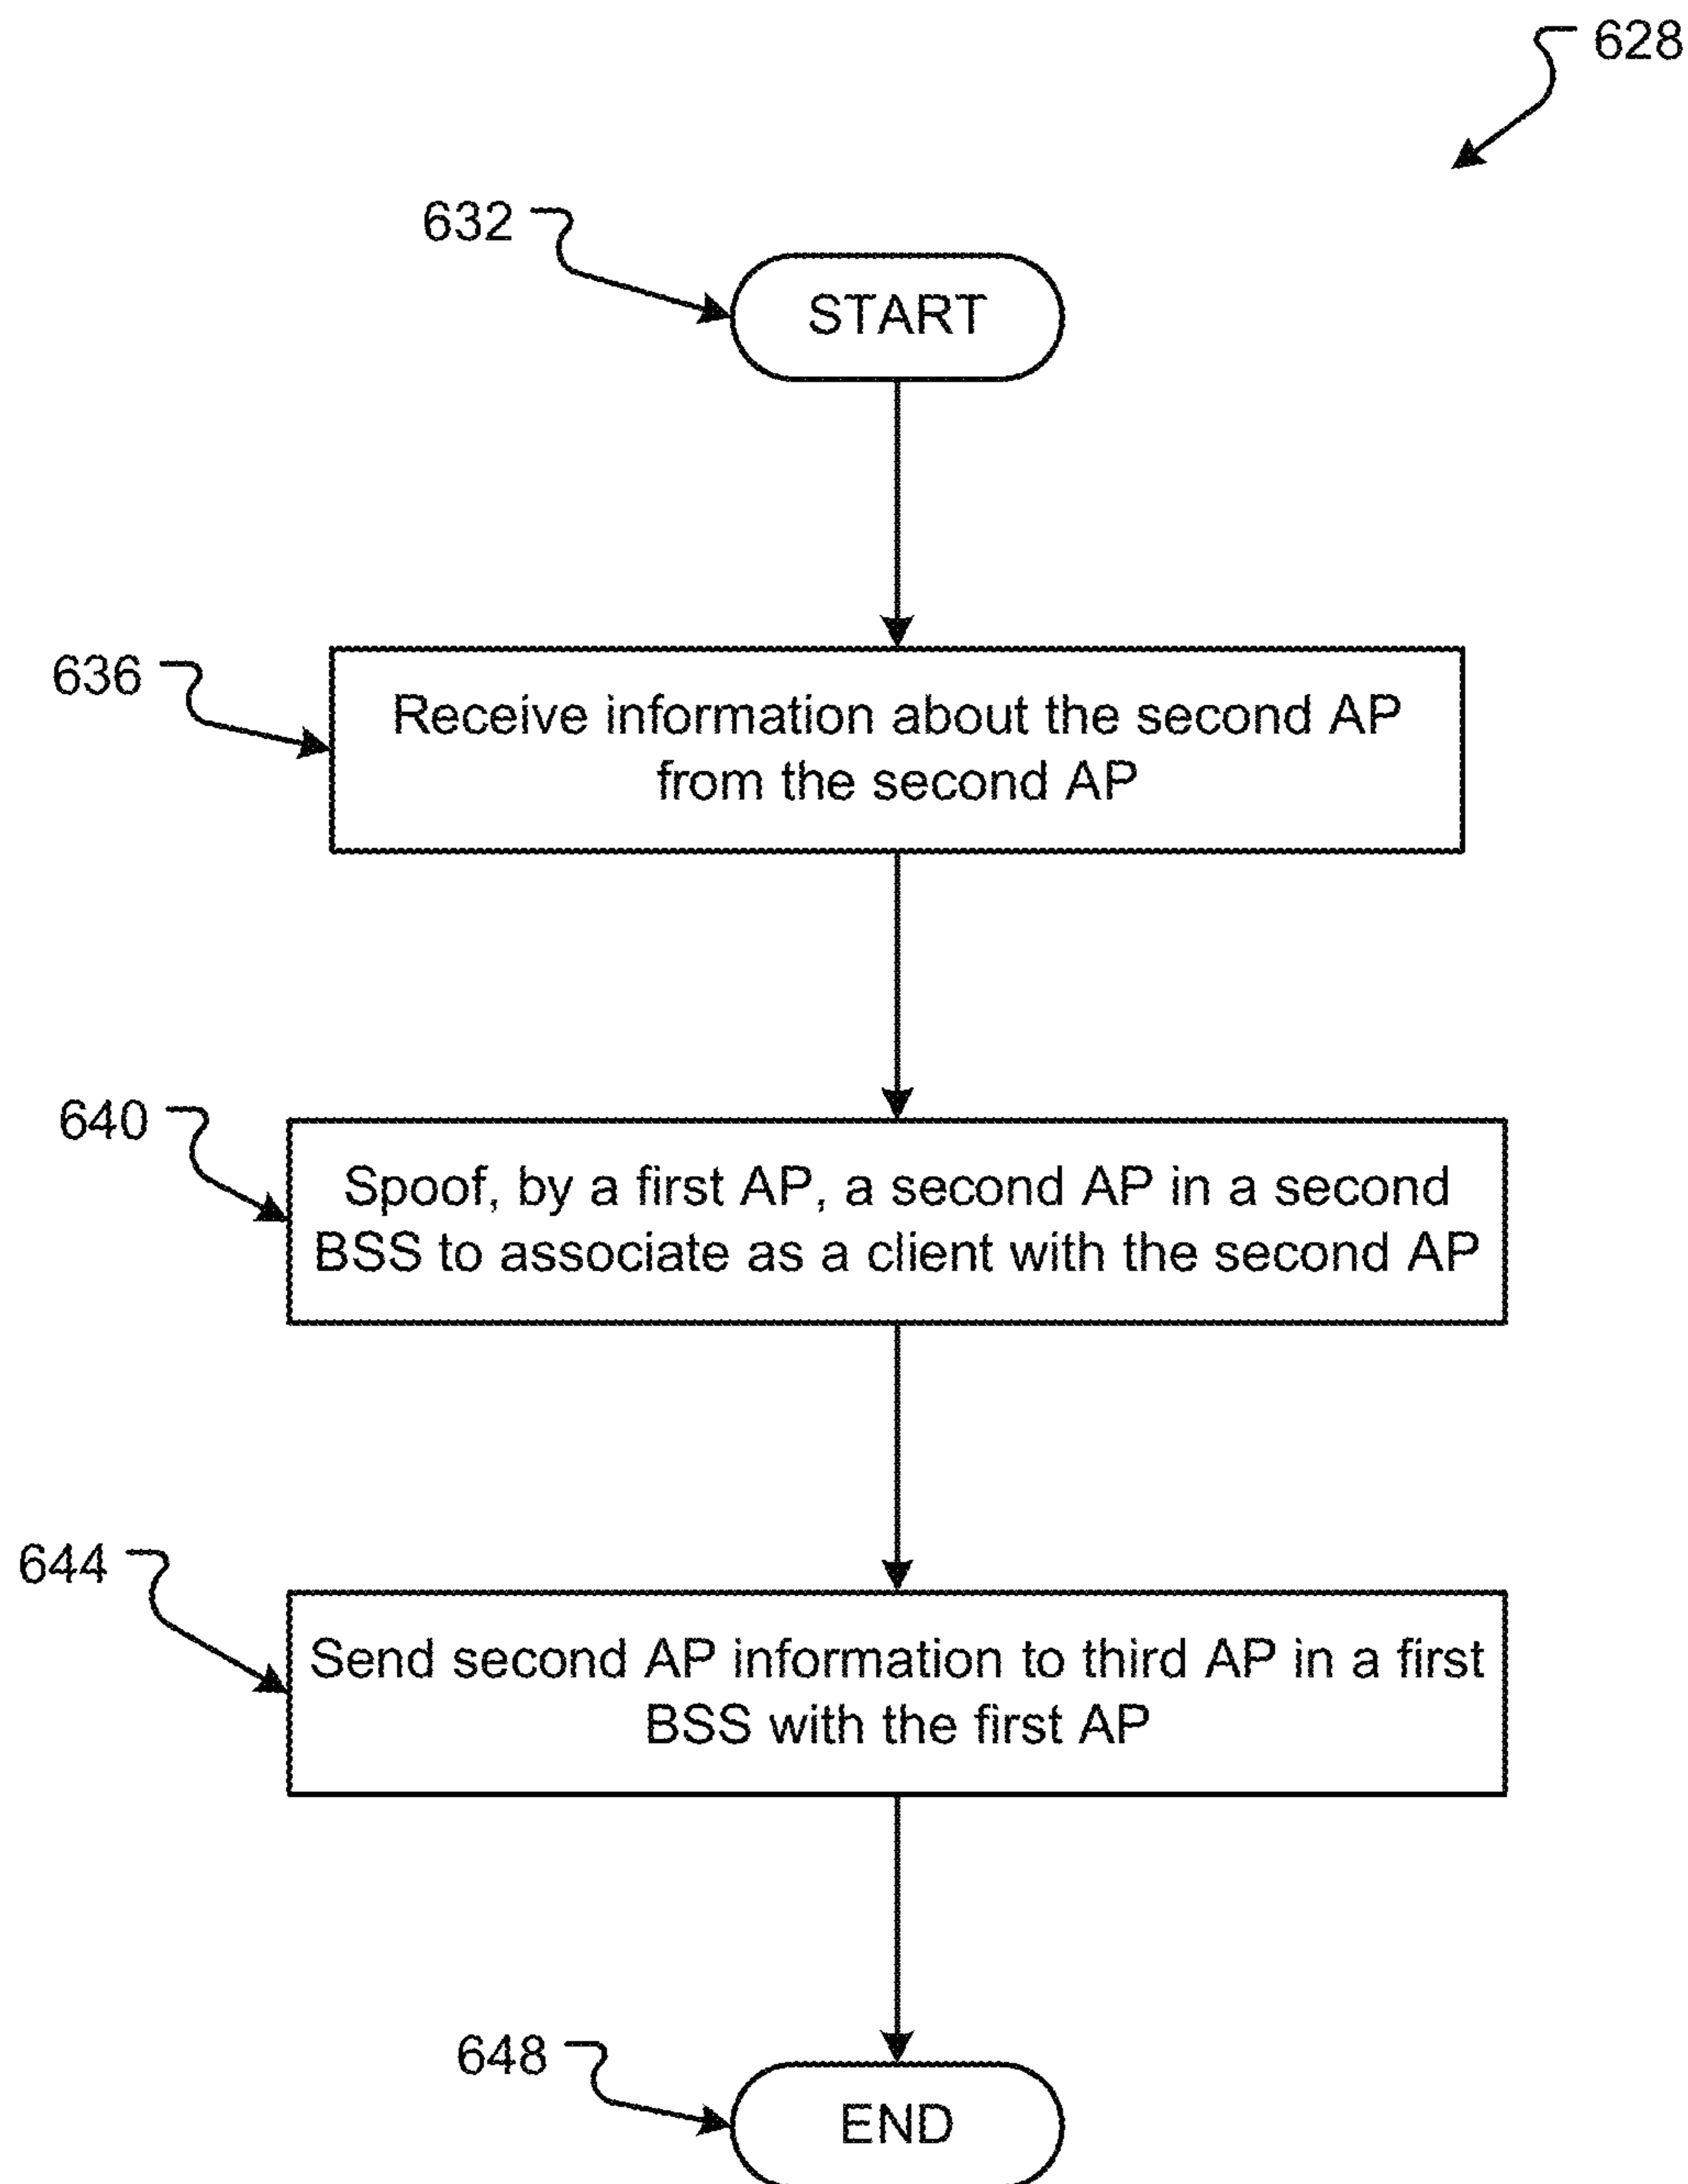 628
632
START
636
Receive information about the second AP
from the second AP
640
Spoof, by a first AP, a second AP in a second
BSS to associate as a client with the second AP
644
Send second AP information to third AP in a first
BSS with the first AP
648
END